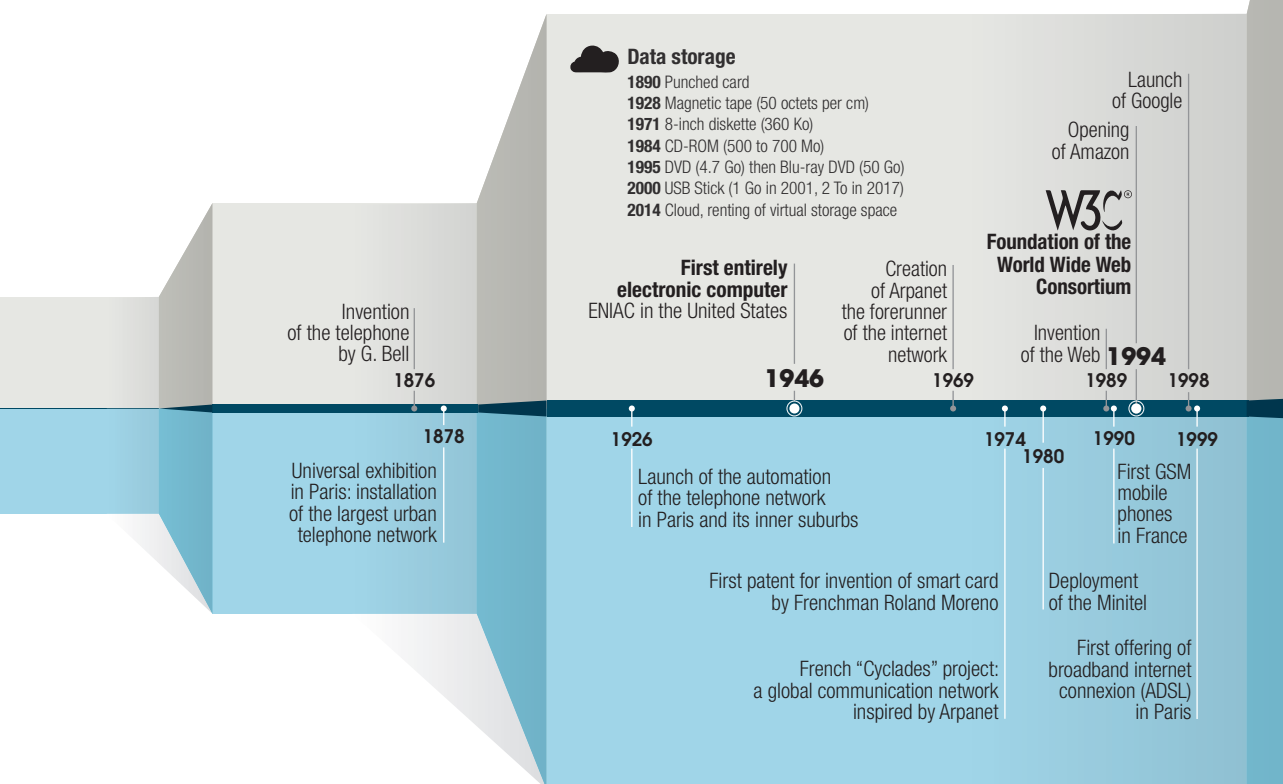 Data storage
1890 Punched card
1928 Magnetic tape (50 octets per cm)
1971 8-inch diskette (360 Ko)
1984 CD-ROM (500 to 700 Mo)
1995 DVD (4.7 Go) then Blu-ray DVD (50 Go)
2000 USB Stick (1 Go in 2001, 2 To in 2017)
2014 Cloud, renting of virtual storage space
Invention
of the telephone
by G. Bell
1876
First entirely
electronic computer
ENIAC in the United States
1946
Creation
of Arpanet
the forerunner
of the internet
network
1969
Invention
of the Web
1989
Opening
of Amazon
W3C®
Foundation of the
World Wide Web
Consortium
1994
Launch
of Google
1998
1878
Universal exhibition
in Paris: installation
of the largest urban
telephone network
1926
Launch of the automation
of the telephone network
in Paris and its inner suburbs
1974
First patent for invention of smart card
by Frenchman Roland Moreno
French “Cyclades” project:
a global communication network
inspired by Arpanet
1980
Deployment
of the Minitel
1990
First GSM
mobile
phones
in France
1999
First offering of
broadband internet
connexion (ADSL)
in Paris